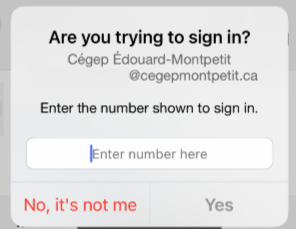 Are you trying to sign in?
Cégep Édouard-Montpetit
@cegepmontpetit.ca
Enter the number shown to sign in.
Enter number here
No, it's not me
Yes